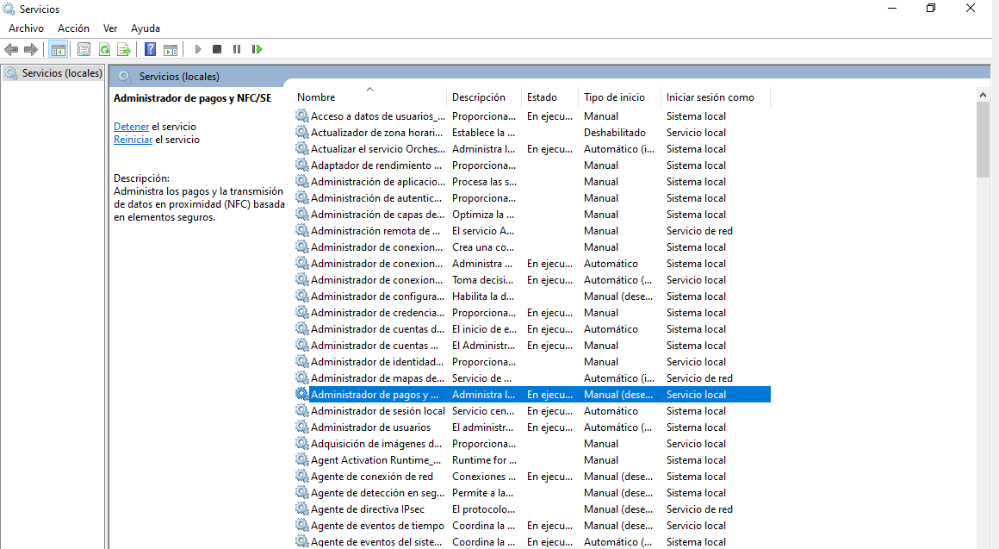 Servicios
Archivo Acción Ver Ayuda
Servicios (locales)
Servicios (locales)
Administrador de pagos y NFC/SE
Detener el servicio
Reiniciar el servicio
Descripción:
Administra los pagos y la transmisión
de datos en proximidad (NFC) basada
en elementos seguros.
Nombre Descripción Estado Tipo de inicio Iniciar sesión como
Acceso a datos de usuarios_... Proporciona... En ejecu... Manual Sistema local
Actualizador de zona horari... Establece la ... Deshabilitado Servicio local
Actualizar el servicio Orches... Administra l... En ejecu... Automático (i... Sistema local
Adaptador de rendimiento ... Proporciona... Manual Sistema local
Administración de aplicacio... Procesa las s... Manual Sistema local
Administración de autentic... Proporciona... Manual Sistema local
Administración de capas de... Optimiza la ... Manual Sistema local
Administración remota de ... El servicio A... Manual Servicio de red
Administrador de conexion... Crea una co... Manual Sistema local
Administrador de conexion... Administra ... En ejecu... Automático Sistema local
Administrador de conexion... Toma decisi... En ejecu... Automático (... Servicio local
Administrador de configura... Habilita la d... Manual (dese... Sistema local
Administrador de credencia... Proporciona... En ejecu... Manual Sistema local
Administrador de cuentas d... El inicio de e... En ejecu... Automático Sistema local
Administrador de cuentas ... El Administr... En ejecu... Manual Sistema local
Administrador de identidad... Proporciona... Manual Servicio local
Administrador de mapas de... Servicio de ... Automático (i... Servicio de red
Administrador de pagos y ... Administra l... En ejecu... Manual (dese... Servicio local
Administrador de sesión local Servicio cen... En ejecu... Automático Sistema local
Administrador de usuarios El administr... En ejecu... Automático (... Sistema local
Adquisición de imágenes d... Proporciona... Manual Servicio local
Agent Activation Runtime_... Runtime for ... Manual Sistema local
Agente de conexión de red Conexiones ... En ejecu... Manual (dese... Sistema local
Agente de detección en seg... Permite a la... Manual (dese... Sistema local
Agente de directiva IPsec El protocolo... Manual (dese... Servicio de red
Agente de eventos de tiempo Coordina la ... En ejecu... Manual (dese... Servicio local
Agente de eventos del siste... Coordina la ... En ejecu... Automático (... Sistema local